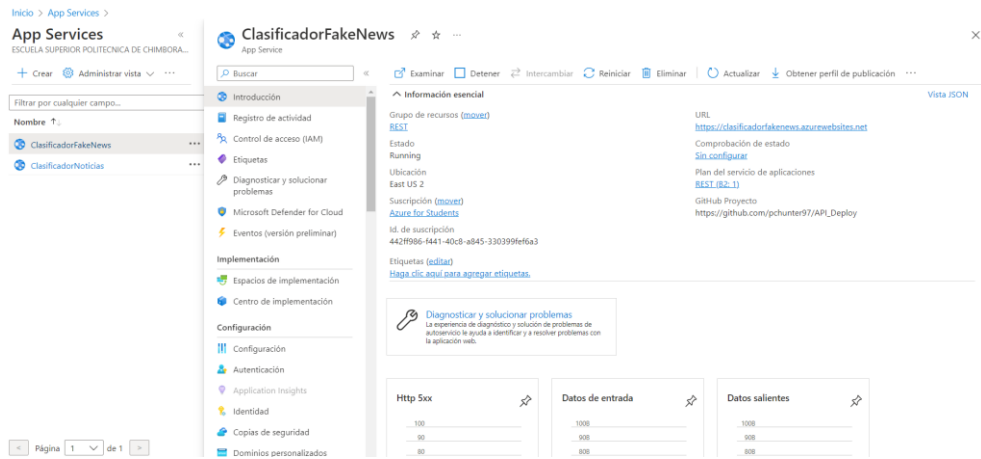 Inicio > App Services >
App Services «
ESCUELA SUPERIOR POLITECNICA DE CHIMBORA...
+ Crear Administrar vista ...
Filtrar por cualquier campo...
Nombre ↑↓
ClasificadorFakeNews ...
ClasificadorNoticias ...
< Página 1 de 1 >
ClasificadorFakeNews ...
App Service
Buscar «
Introducción
Registro de actividad
Control de acceso (IAM)
Etiquetas
Diagnosticar y solucionar
problemas
Microsoft Defender for Cloud
Eventos (versión preliminar)
Implementación
Espacios de implementación
Centro de implementación
Configuración
Configuración
Autenticación
Application Insights
Identidad
Copias de seguridad
Dominios personalizados
Examinar Detener Intercambiar Reiniciar Eliminar Actualizar Obtener perfil de publicación ...
Información esencial Vista JSON
Grupo de recursos (mover)
REST
Estado
Running
Ubicación
East US 2
Suscripción (mover)
Azure for Students
Id. de suscripción
442ff986-f441-40c8-a845-330399fef6a3
Etiquetas (editar)
Haga clic aquí para agregar etiquetas.
URL
https://clasificadorfakenews.azurewebsites.net
Comprobación de estado
Sin configurar
Plan del servicio de aplicaciones
REST (B2: 1)
GitHub Proyecto
https://github.com/pchunter97/API_Deploy
Diagnosticar y solucionar problemas
La experiencia de diagnóstico y solución de problemas de
autoservicio le ayuda a identificar y a resolver problemas con
la aplicación web.
Http 5xx
100
90
80
Datos de entrada
100B
90B
80B
Datos salientes
100B
90B
80B